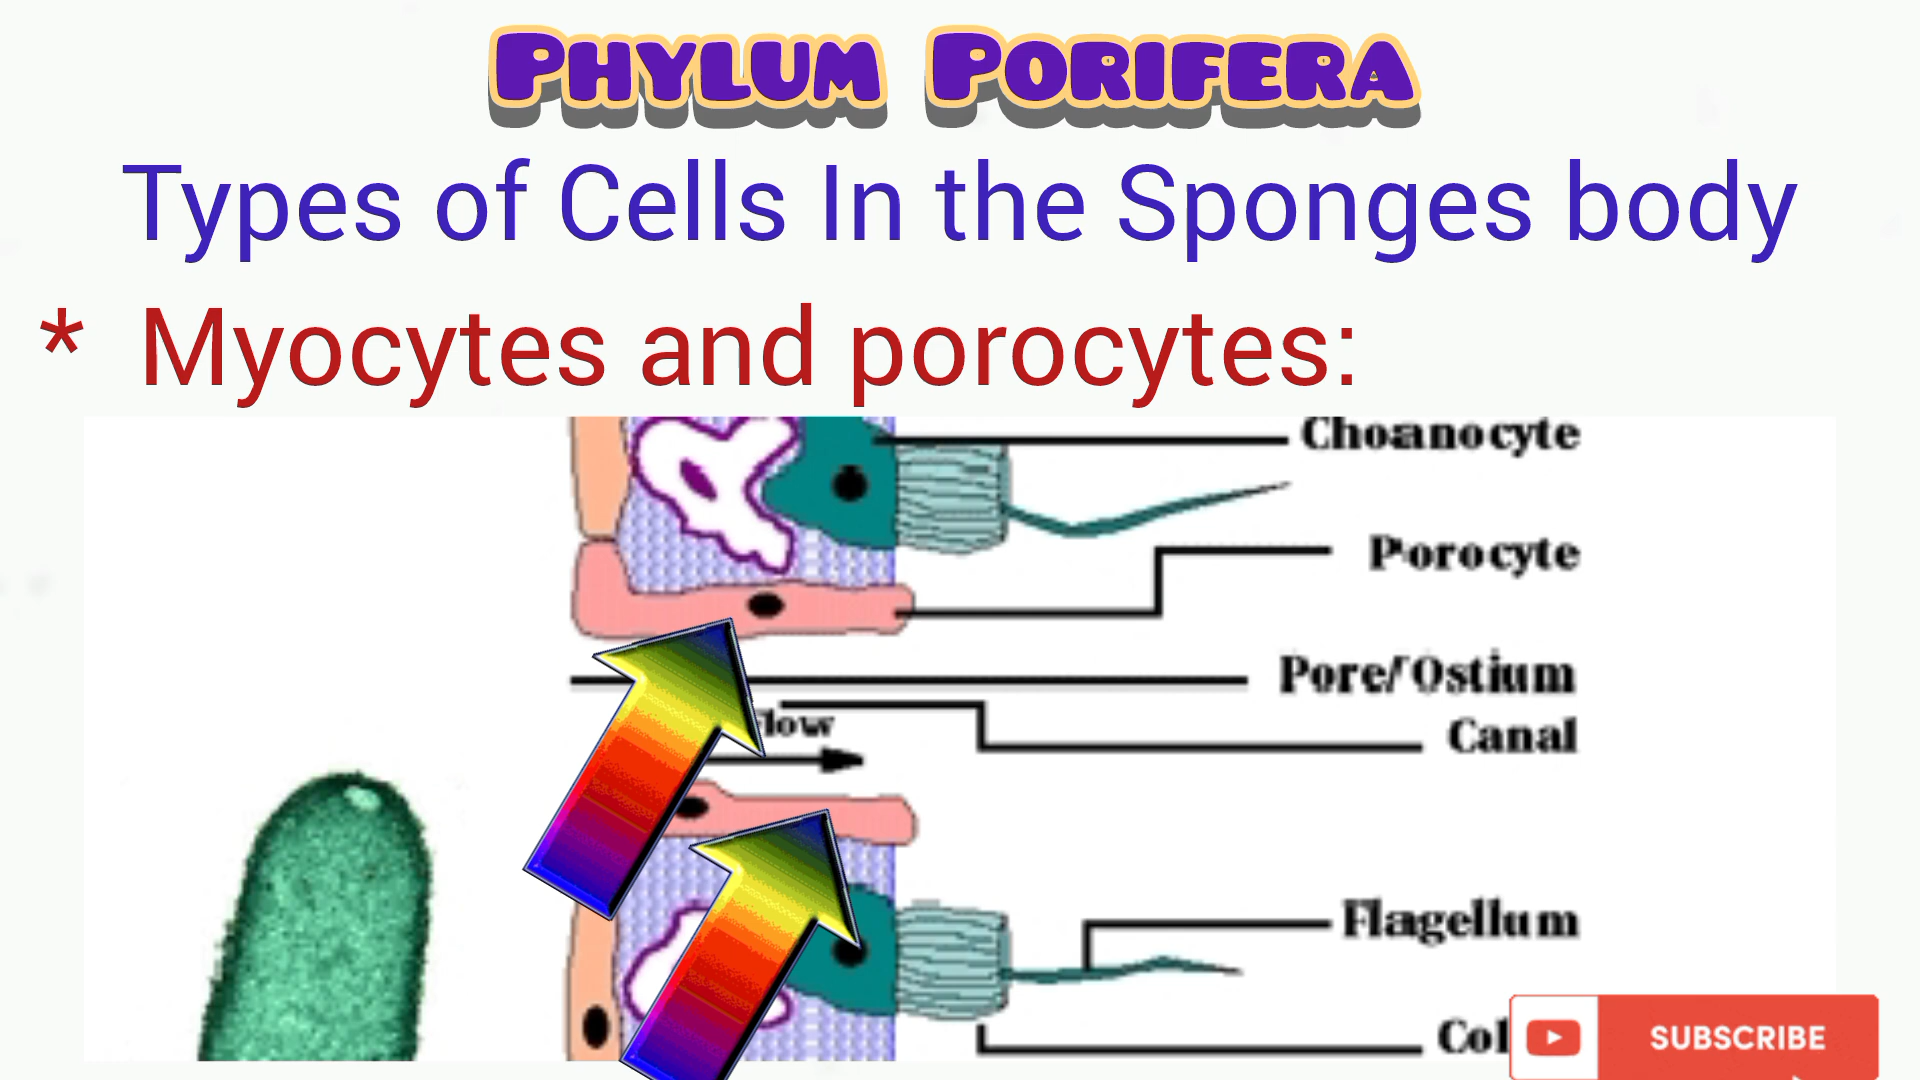 PHYLUM PORIFERA
Types of Cells In the Sponges body
* Myocytes and porocytes:
Choanocyte
Porocyte
Pore/Ostium
Canal
Flagellum
SUBSCRIBE